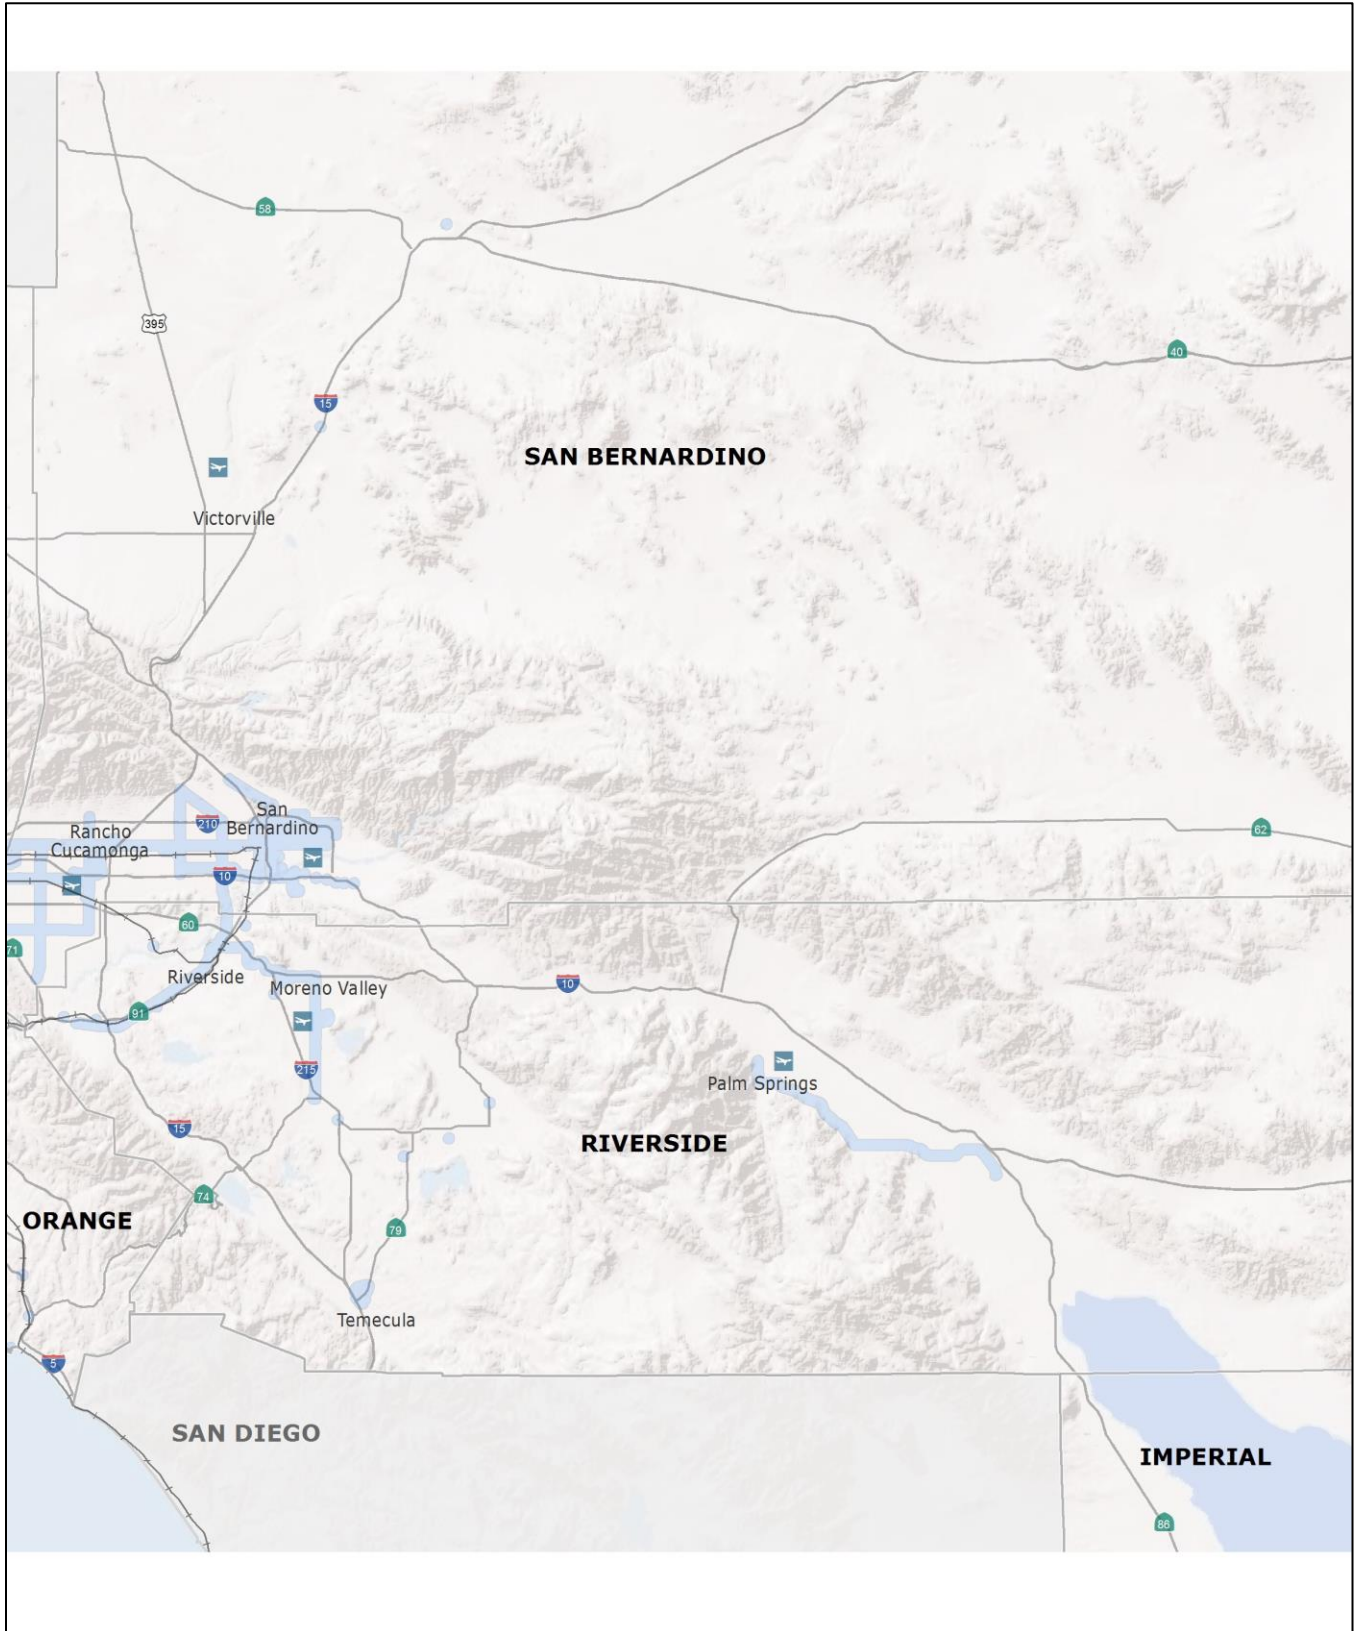 58
395
40
15
SAN BERNARDINO
Victorville
San
Bernardino
210
Rancho
Cucamonga
62
10
60
71
Riverside
Moreno Valley
10
91
215
Palm Springs
15
RIVERSIDE
74
ORANGE
79
Temecula
5
SAN DIEGO
IMPERIAL
86